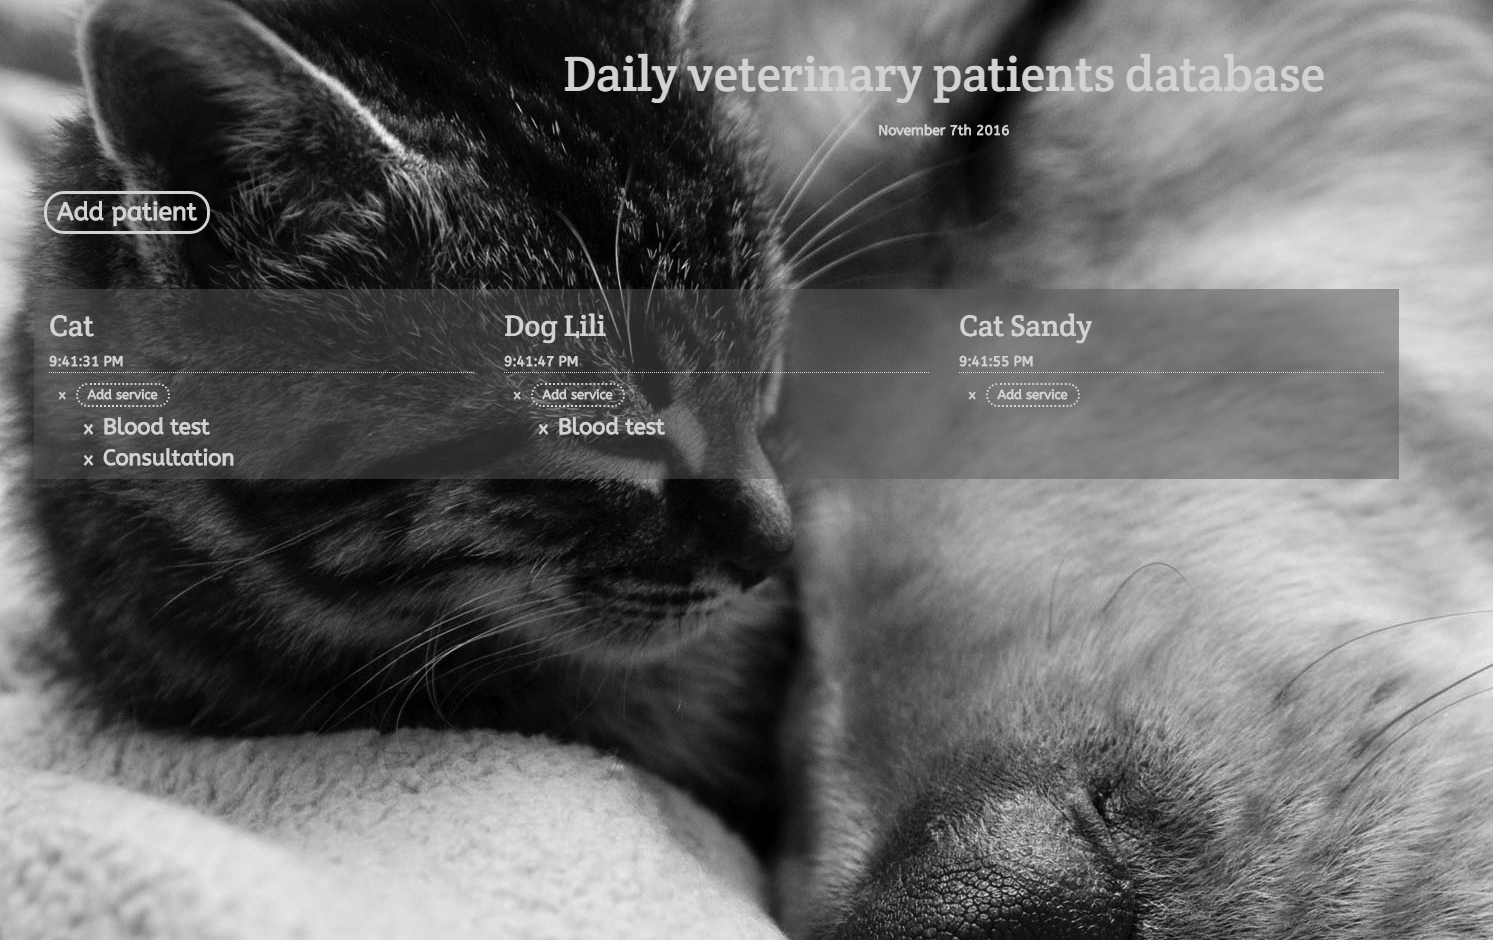 Daily veterinary patients database
November 7th 2016
Add patient
Cat
9:41:31 PM
x Add service
x Blood test
x Consultation
Dog Lili
9:41:47 PM
x Add service
x Blood test
Cat Sandy
9:41:55 PM
x Add service